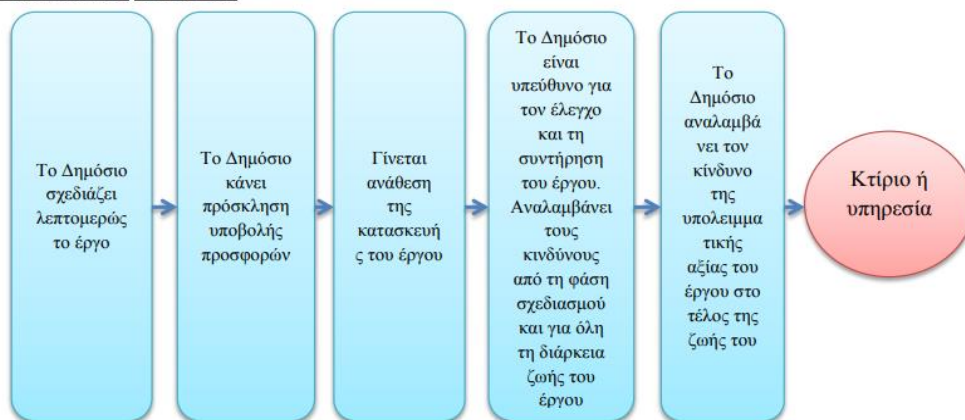 Το Δημόσιο
σχεδιάζει
λεπτομερώς
το έργο
Το Δημόσιο
κάνει
πρόσκληση
υποβολής
προσφορών
Γίνεται
ανάθεση
της
κατασκευή
ς του έργου
Το Δημόσιο
είναι
υπεύθυνο για
τον έλεγχο
και τη
συντήρηση
του έργου.
Αναλαμβάνει
τους
κινδύνους
από τη φάση
σχεδιασμού
και για όλη
τη διάρκεια
ζωής του
έργου
Το
Δημόσιο
αναλαμβά
νει τον
κίνδυνο
της
υπολειμμα
τικής
αξίας του
έργου στο
τέλος της
ζωής του
Κτίριο ή
υπηρεσία